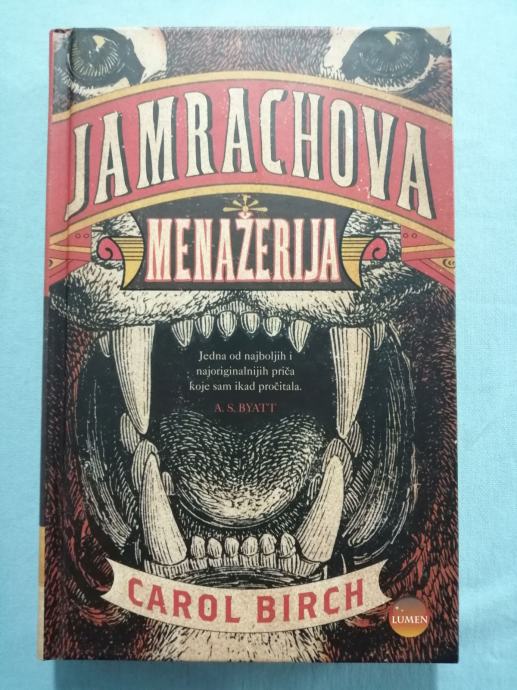 JAMRACHOVA
MENAŽERIJA
Jedna od najboljih i
najoriginalnijih priča
koje sam ikad pročitala.
A. S. BYATT
CAROL BIRCH
LUMEN